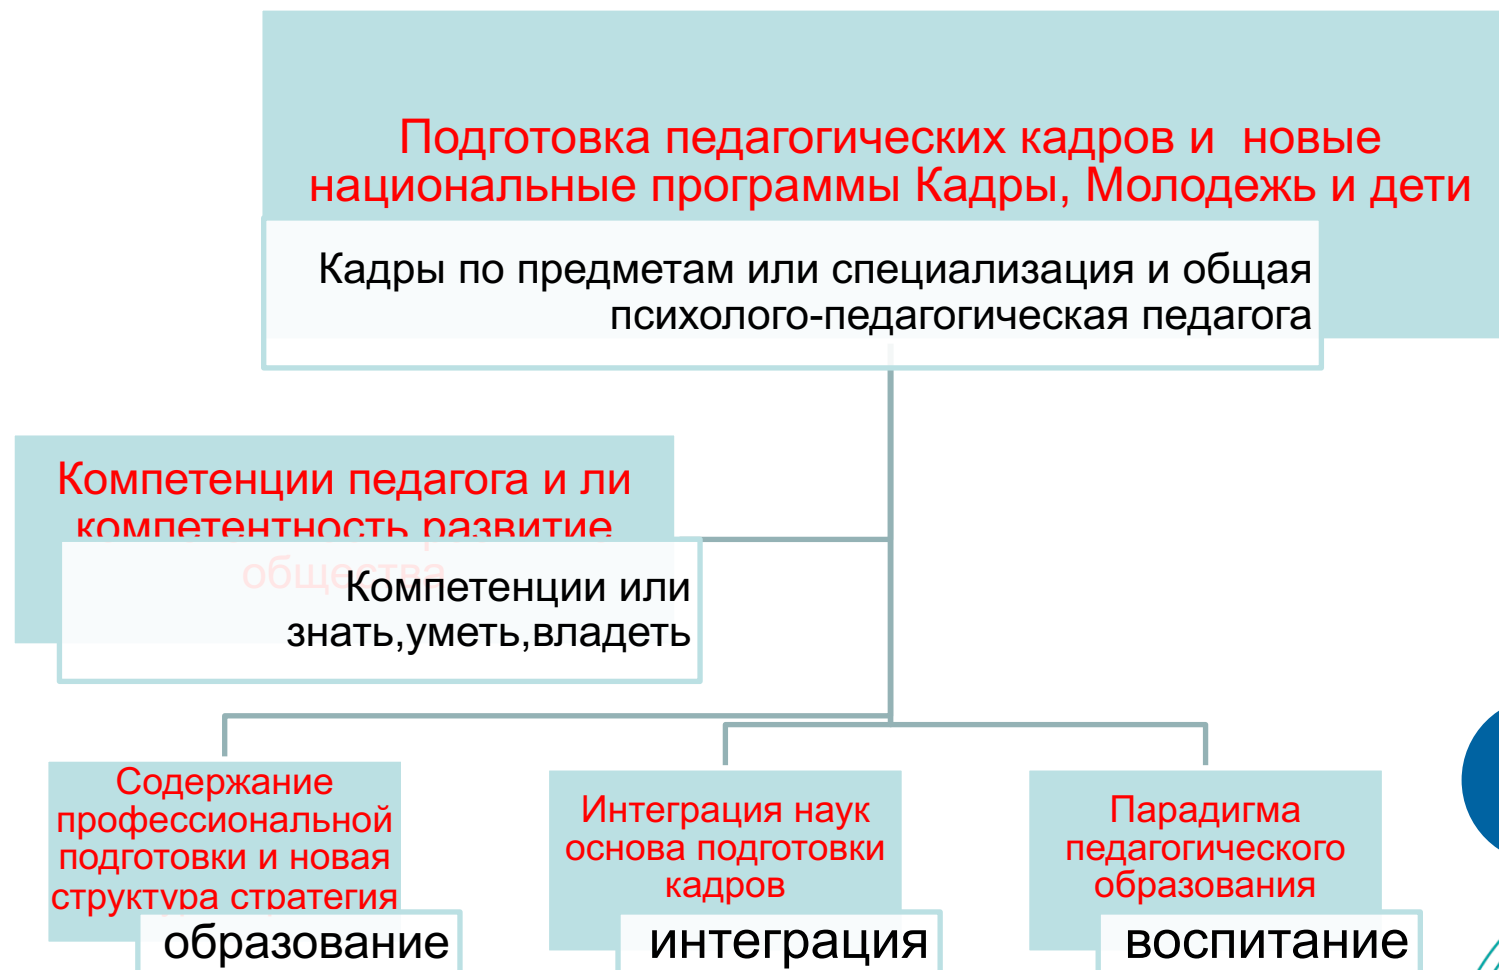 Подготовка педагогических кадров и новые
национальные программы Кадры, Молодежь и дети
Кадры по предметам или специализация и общая
психолого-педагогическая педагога
Компетенции педагога и ли
компетентность развитие
общества
Компетенции или
знать,уметь,владеть
Содержание
профессиональной
подготовки и новая
структура стратегия
образование
Интеграция наук
основа подготовки
кадров
интеграция
Парадигма
педагогического
образования
воспитание